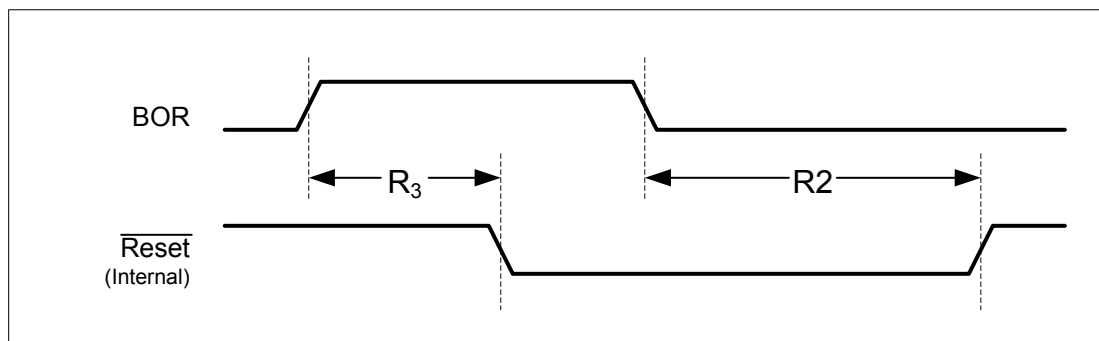 BOR
R3
R2
Reset
(Internal)